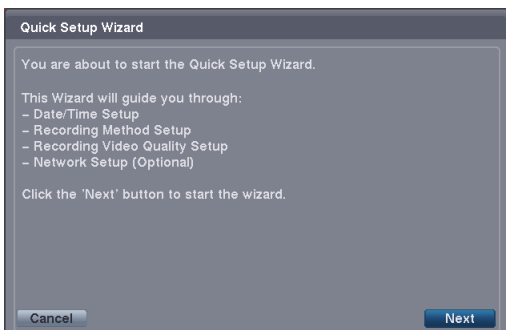 Quick Setup Wizard
You are about to start the Quick Setup Wizard.
This Wizard will guide you through:
– Date/Time Setup
– Recording Method Setup
– Recording Video Quality Setup
– Network Setup (Optional)
Click the 'Next' button to start the wizard.
Cancel
Next